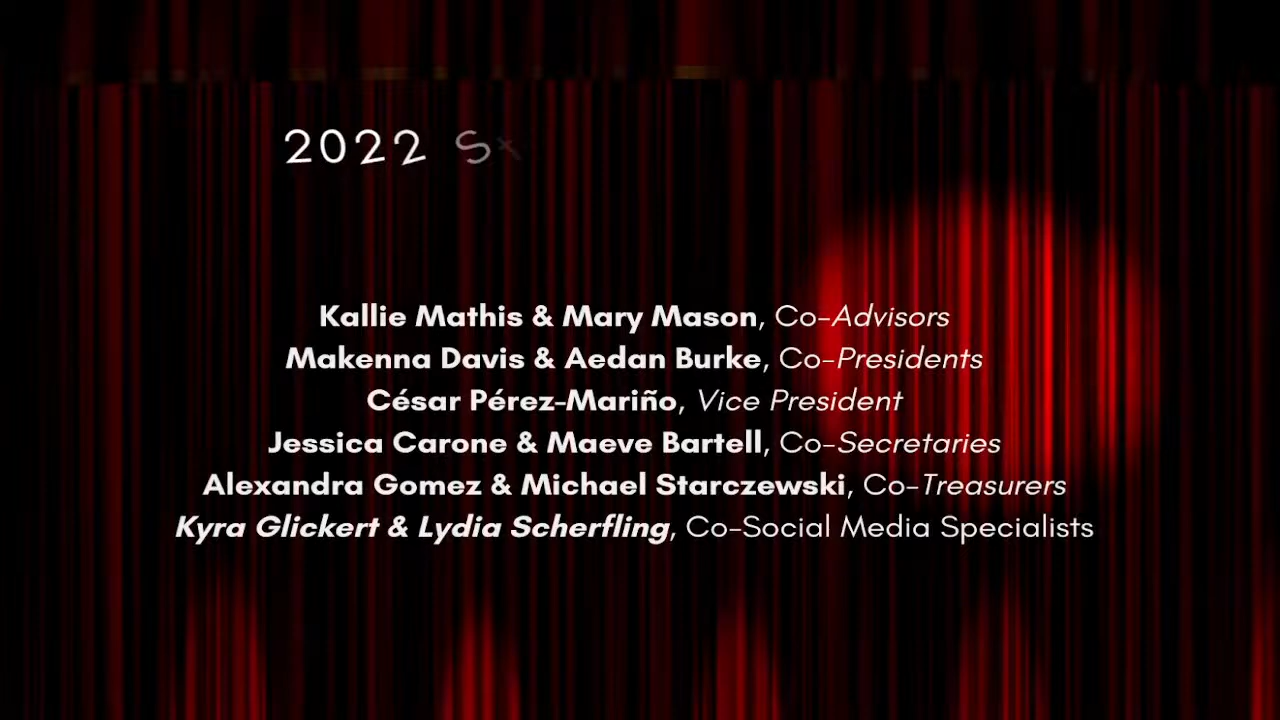 2022
Kallie Mathis & Mary Mason, Co-Advisors
Makenna Davis & Aedan Burke, Co-Presidents
César Pérez-Mariño, Vice President
Jessica Carone & Maeve Bartell, Co-Secretaries
Alexandra Gomez & Michael Starczewski, Co-Treasurers
Kyra Glickert & Lydia Scherfling, Co-Social Media Specialists